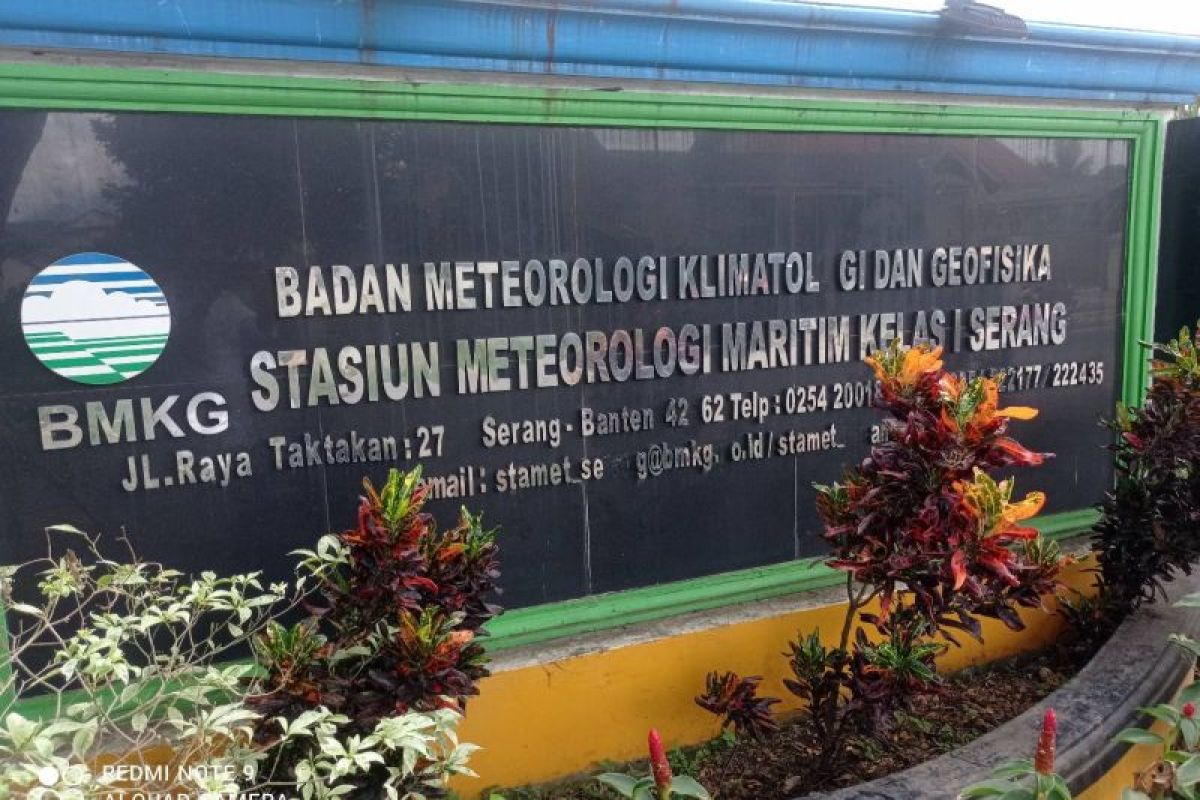 BADAN METEOROLOGI KLIMATOL GI DAN GEOFISIKA
STASIUN METEOROLOGI MARITIM KELAS I SERANG
BMKG
JL.Raya Taktakan : 27 Serang - Banten 42 62 Telp : 0254 20018 2177 / 222435
email : stamet_se g@bmkg. o.id / stamet_
REDMI NOTE 9